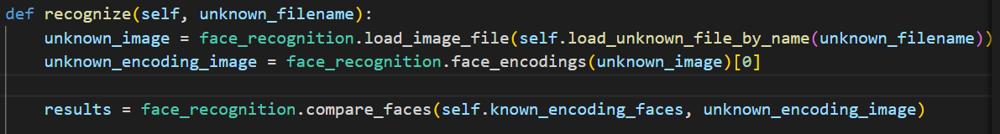 def recognize(self, unknown_filename):
    unknown_image = face_recognition.load_image_file(self.load_unknown_file_by_name(unknown_filename))
    unknown_encoding_image = face_recognition.face_encodings(unknown_image)[0]
    results = face_recognition.compare_faces(self.known_encoding_faces, unknown_encoding_image)